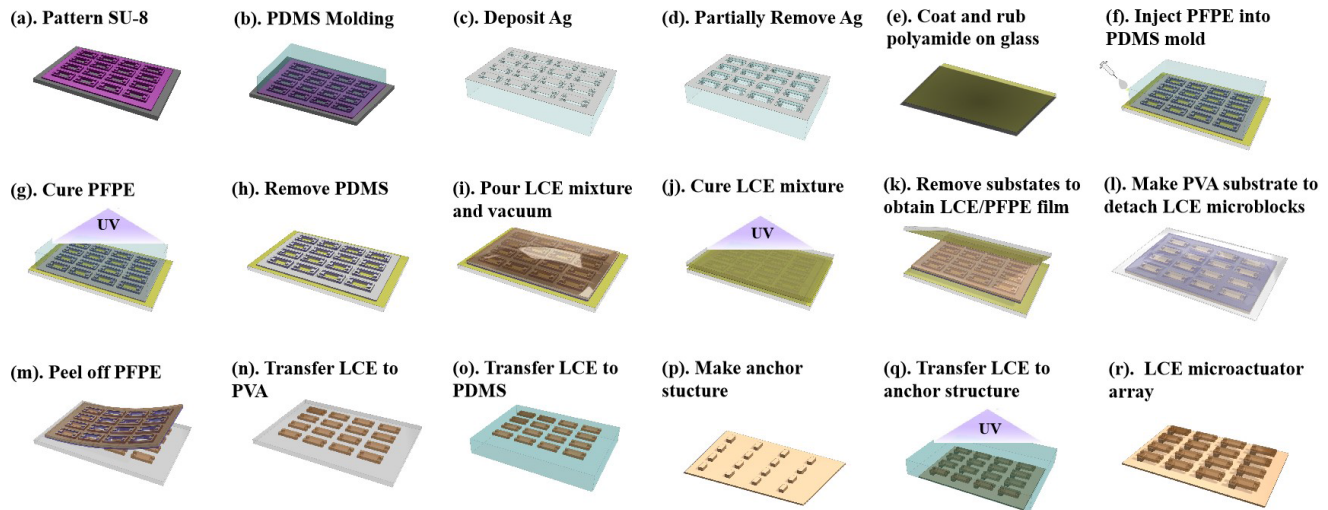 (a). Pattern SU-8
(b). PDMS Molding
(c). Deposit Ag
(d). Partially Remove Ag
(e). Coat and rub
polyamide on glass
(f). Inject PFPE into
PDMS mold
(g). Cure PFPE
UV
(h). Remove PDMS
(i). Pour LCE mixture
and vacuum
(j). Cure LCE mixture
UV
(k). Remove substates to
obtain LCE/PFPE film
(l). Make PVA substrate to
detach LCE microblocks
(m). Peel off PFPE
(n). Transfer LCE to
PVA
(o). Transfer LCE to
PDMS
(p). Make anchor
stucture
(q). Transfer LCE to
anchor structure
UV
(r). LCE microactuator
array